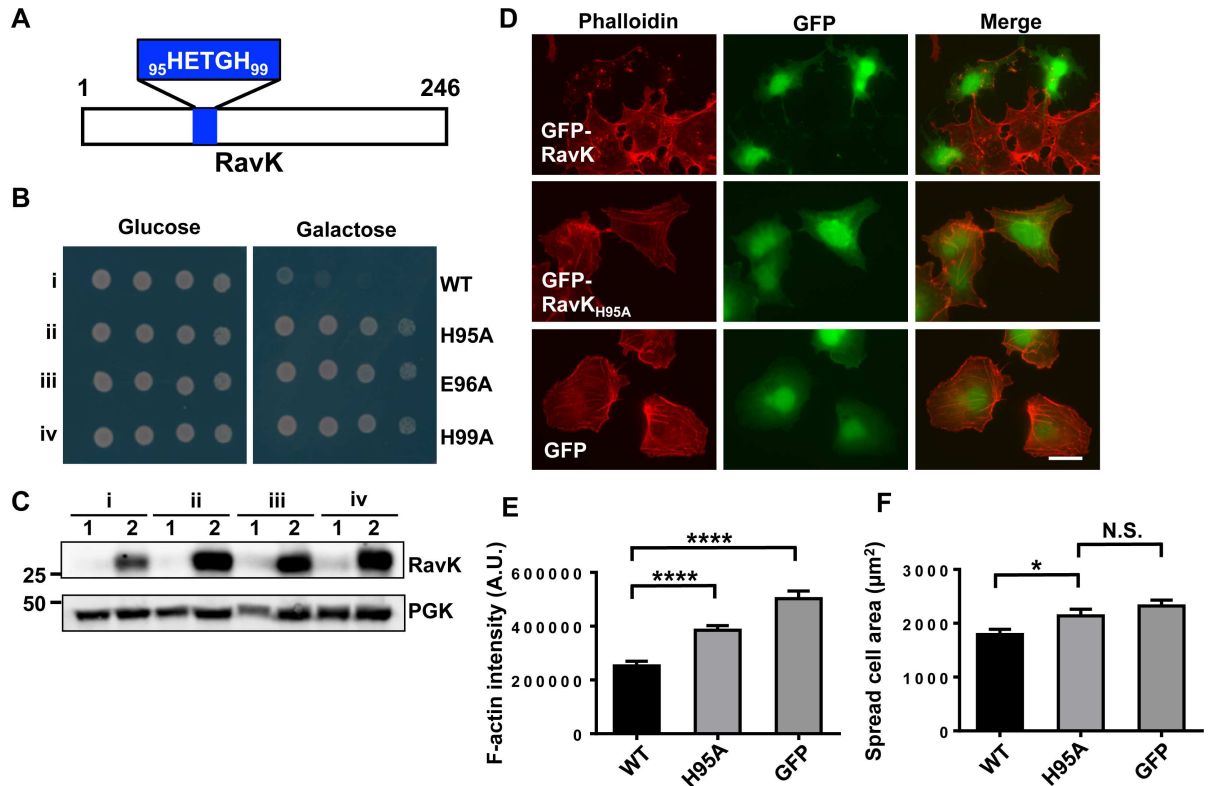 A
95HETGH99
1 246
RavK
B
Glucose Galactose
i WT
ii H95A
iii E96A
iv H99A
C
i ii iii iv
1 2 1 2 1 2 1 2
RavK
25
50
PGK
D
Phalloidin GFP Merge
GFP-
RavK
GFP-
RavKH95A
GFP
E
F-actin intensity (A.U.)
****
****
600000
400000
200000
0
WT H95A GFP
F
Spread cell area (µm²)
N.S.
*
3000
2000
1000
0
WT H95A GFP